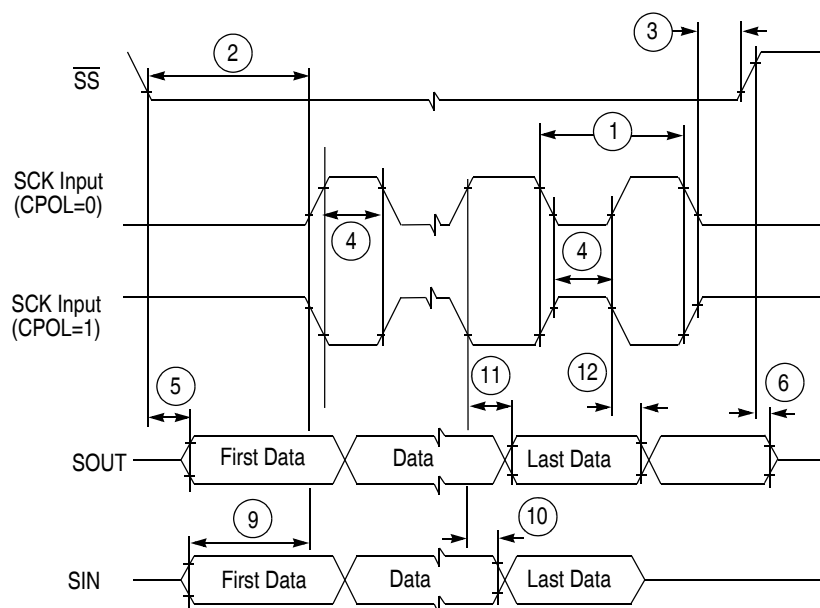 3
2
SS
1
SCK Input
(CPOL=0)
4
4
SCK Input
(CPOL=1)
5
11
12
6
SOUT
First Data
Data
Last Data
9
10
SIN
First Data
Data
Last Data